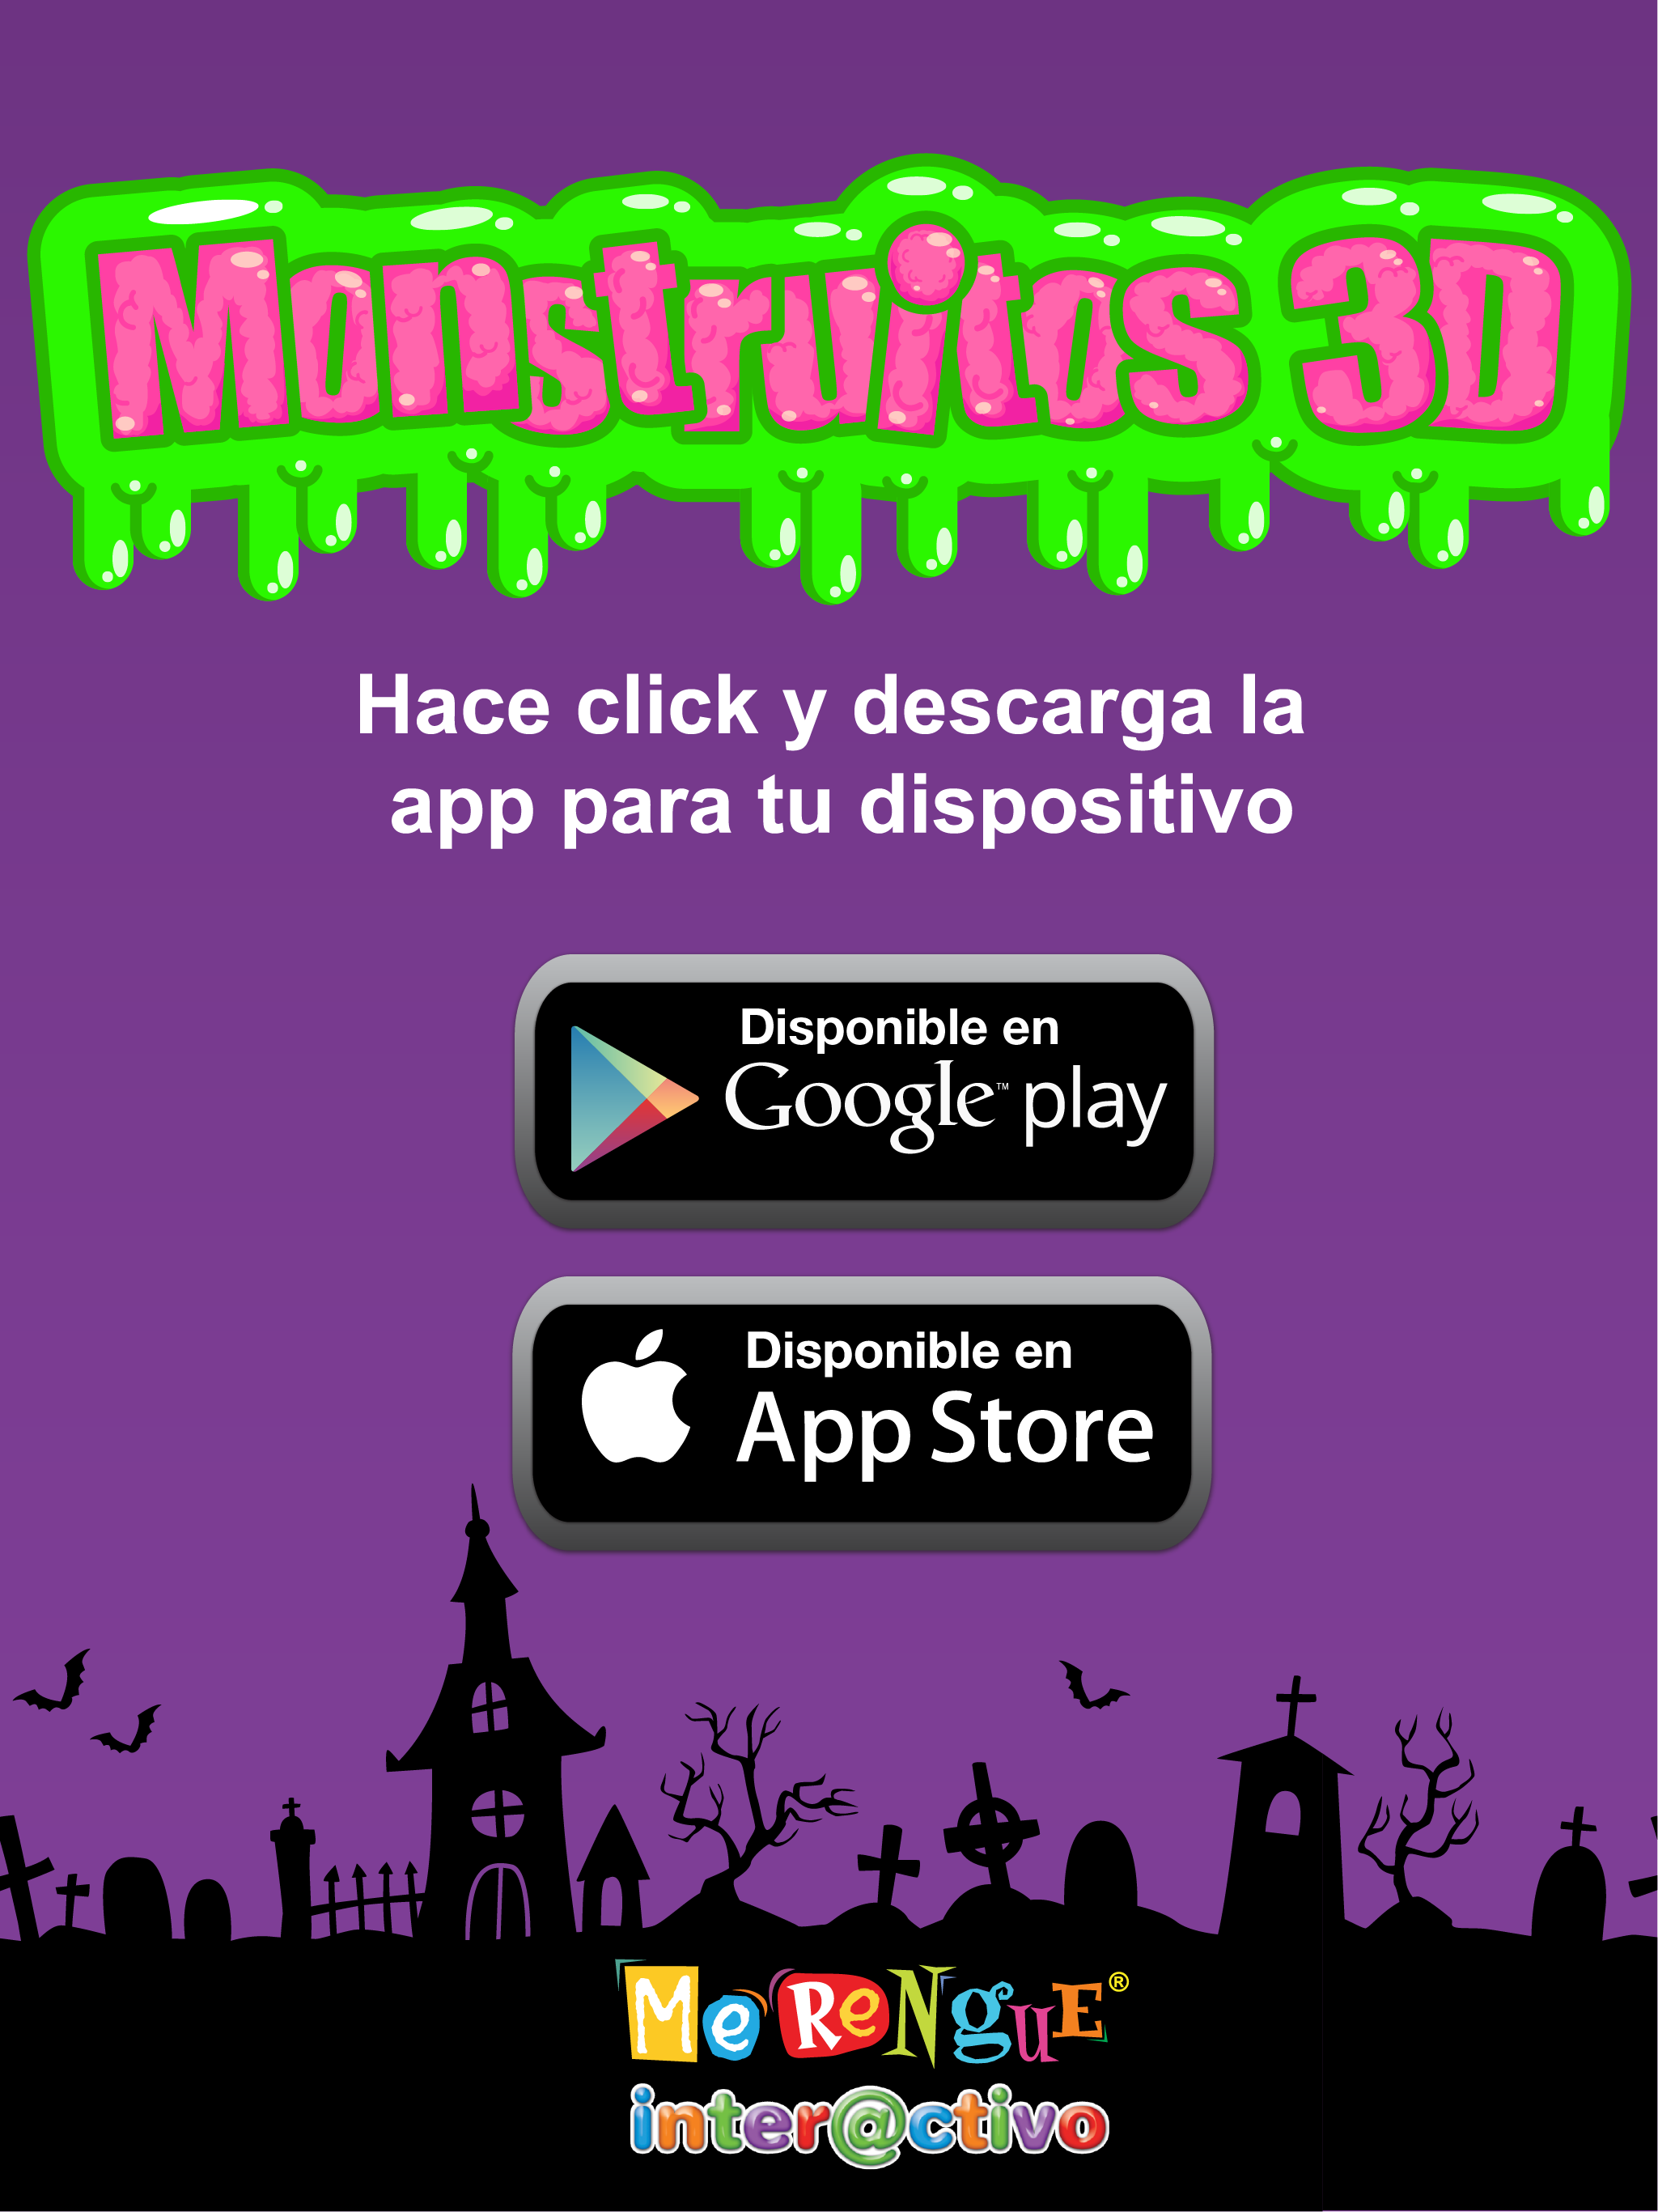 Monstruitos 3D
Hace click y descarga la
app para tu dispositivo
Disponible en
Google™ play
Disponible en
App Store
MeReNguE®
inter@ctivo